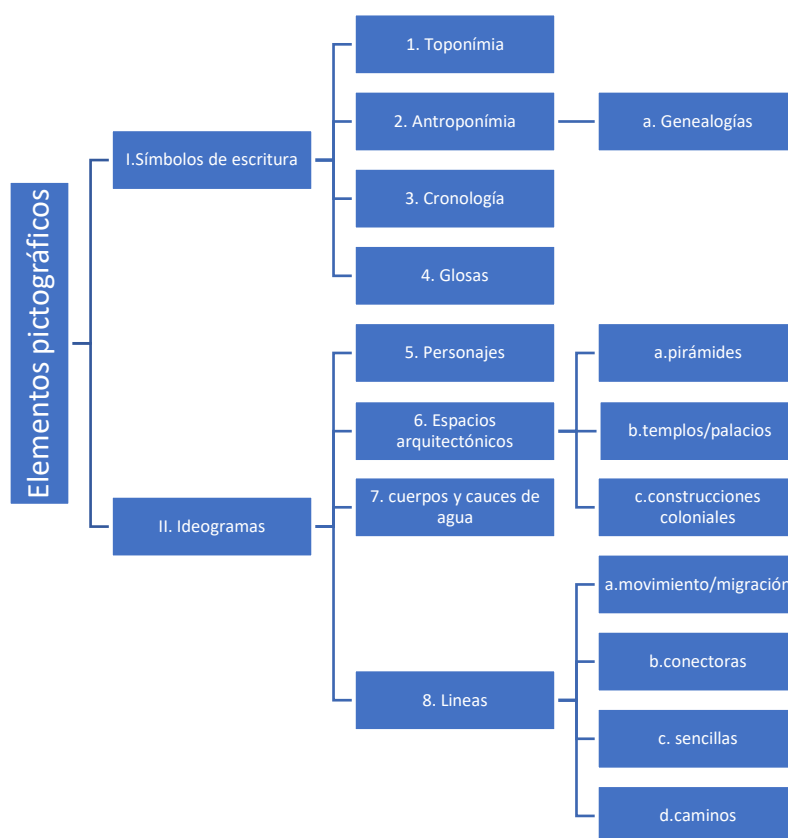 Elementos pictográficos
I.Símbolos de escritura
1. Toponímia
2. Antroponímia
a. Genealogías
3. Cronología
4. Glosas
II. Ideogramas
5. Personajes
6. Espacios
arquitectónicos
a.pirámides
b.templos/palacios
c.construcciones
coloniales
7. cuerpos y cauces de
agua
8. Lineas
a.movimiento/migración
b.conectoras
c. sencillas
d.caminos